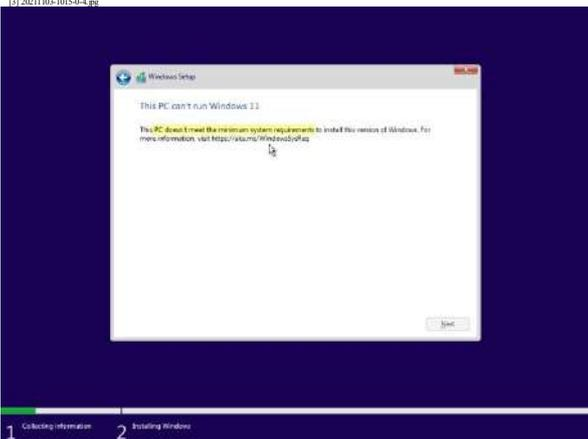 [3] 20211103-1015-0-4.jpg
Windows Setup
This PC can't run Windows 11
This PC doesn't meet the minimum system requirements to install this version of Windows. For
more information, visit https://aka.ms/WindowsSysReq
Next
1 Collecting information 2 Installing Windows